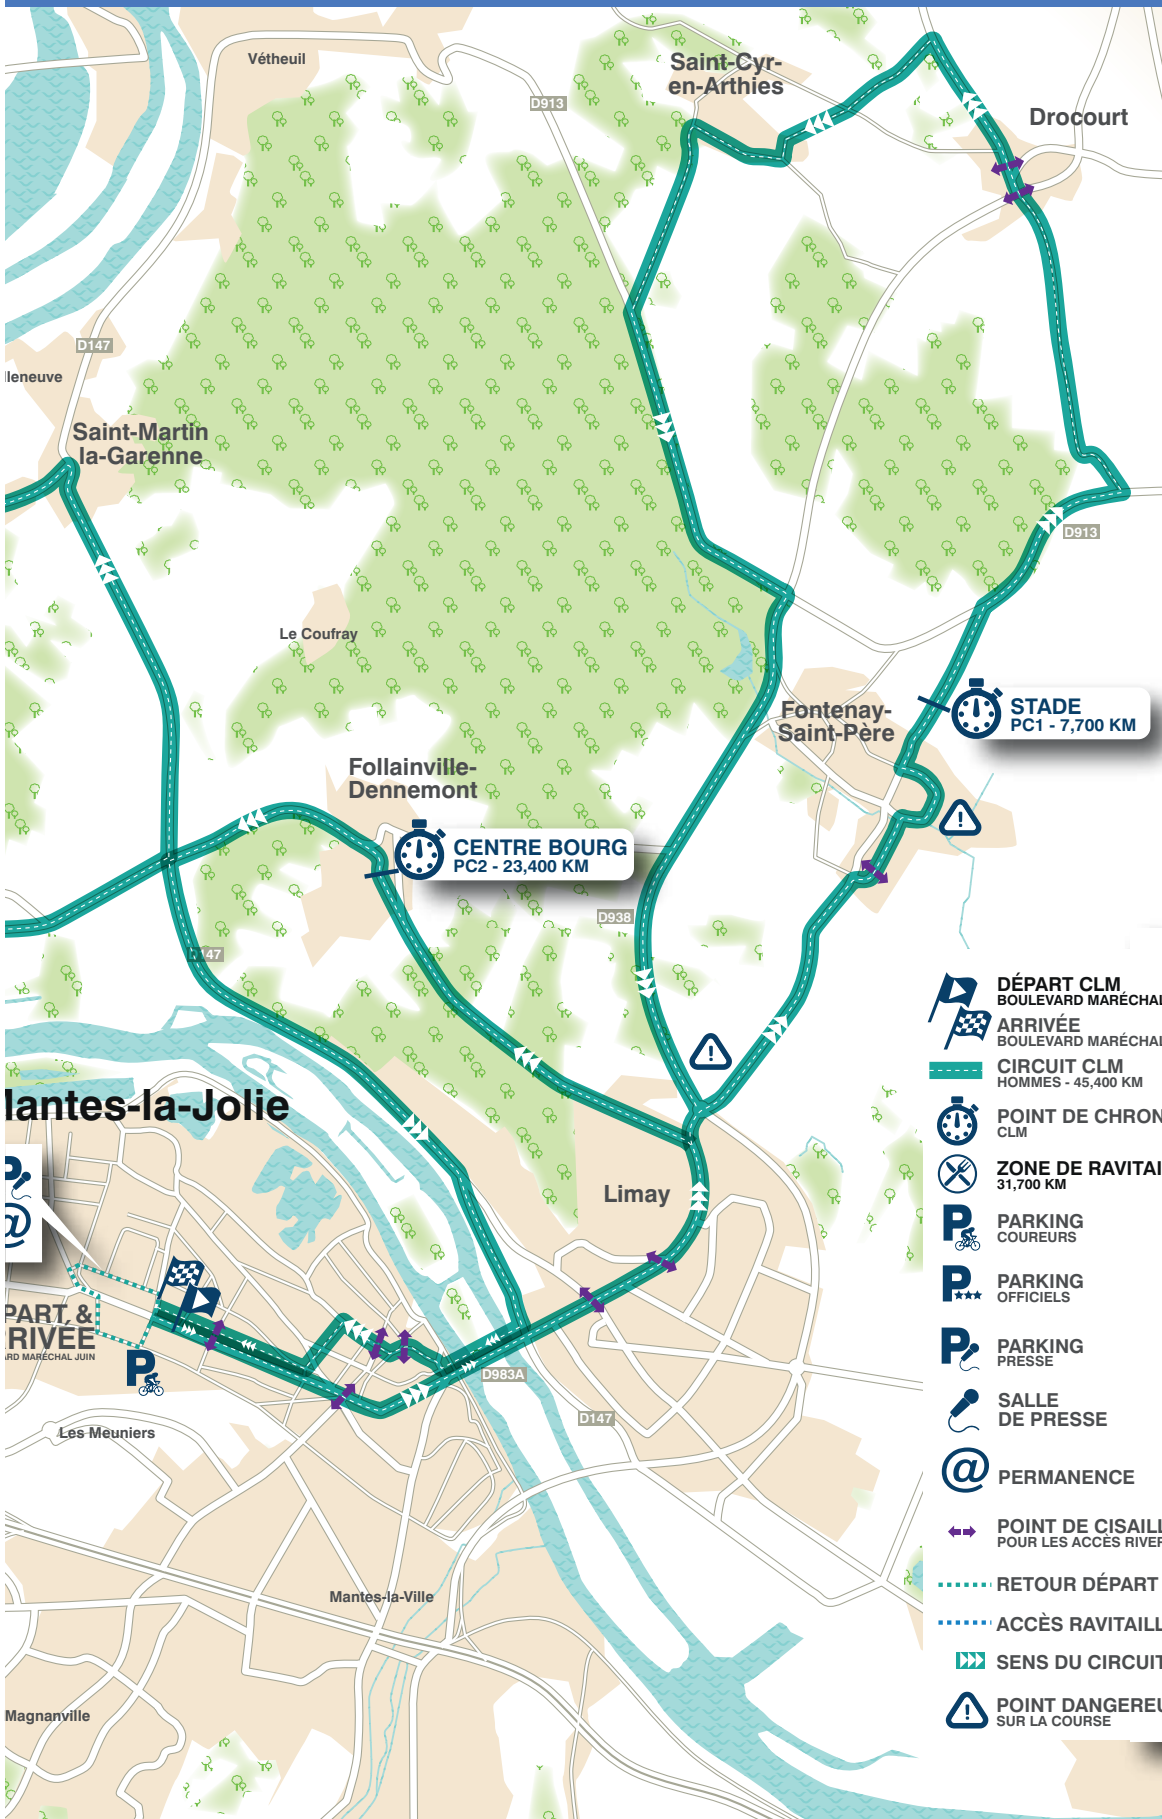 Vétheuil
Saint-Cyr-
en-Arthies
D913
Drocourt
D147
lleneuve
Saint-Martin
la-Garenne
D913
Le Coufray
Fontenay-
Saint-Père
STADE
PC1 - 7,700 KM
Follainville-
Dennemont
CENTRE BOURG
PC2 - 23,400 KM
D938
D147
Mantes-la-Jolie
Limay
@
PART &
RRIVÉE
ARD MARÉCHAL JUIN
P
D983A
D147
Les Meuniers
Mantes-la-Ville
Magnanville
DÉPART CLM
BOULEVARD MARÉCHAL
ARRIVÉE
BOULEVARD MARÉCHAL
CIRCUIT CLM
HOMMES - 45,400 KM
POINT DE CHRON
CLM
ZONE DE RAVITAI
31,700 KM
P
PARKING
COUREURS
P
PARKING
OFFICIELS
P
PARKING
PRESSE
SALLE
DE PRESSE
@
PERMANENCE
POINT DE CISAILL
POUR LES ACCÈS RIVER
RETOUR DÉPART
ACCÈS RAVITAILL
SENS DU CIRCUIT
POINT DANGEREU
SUR LA COURSE